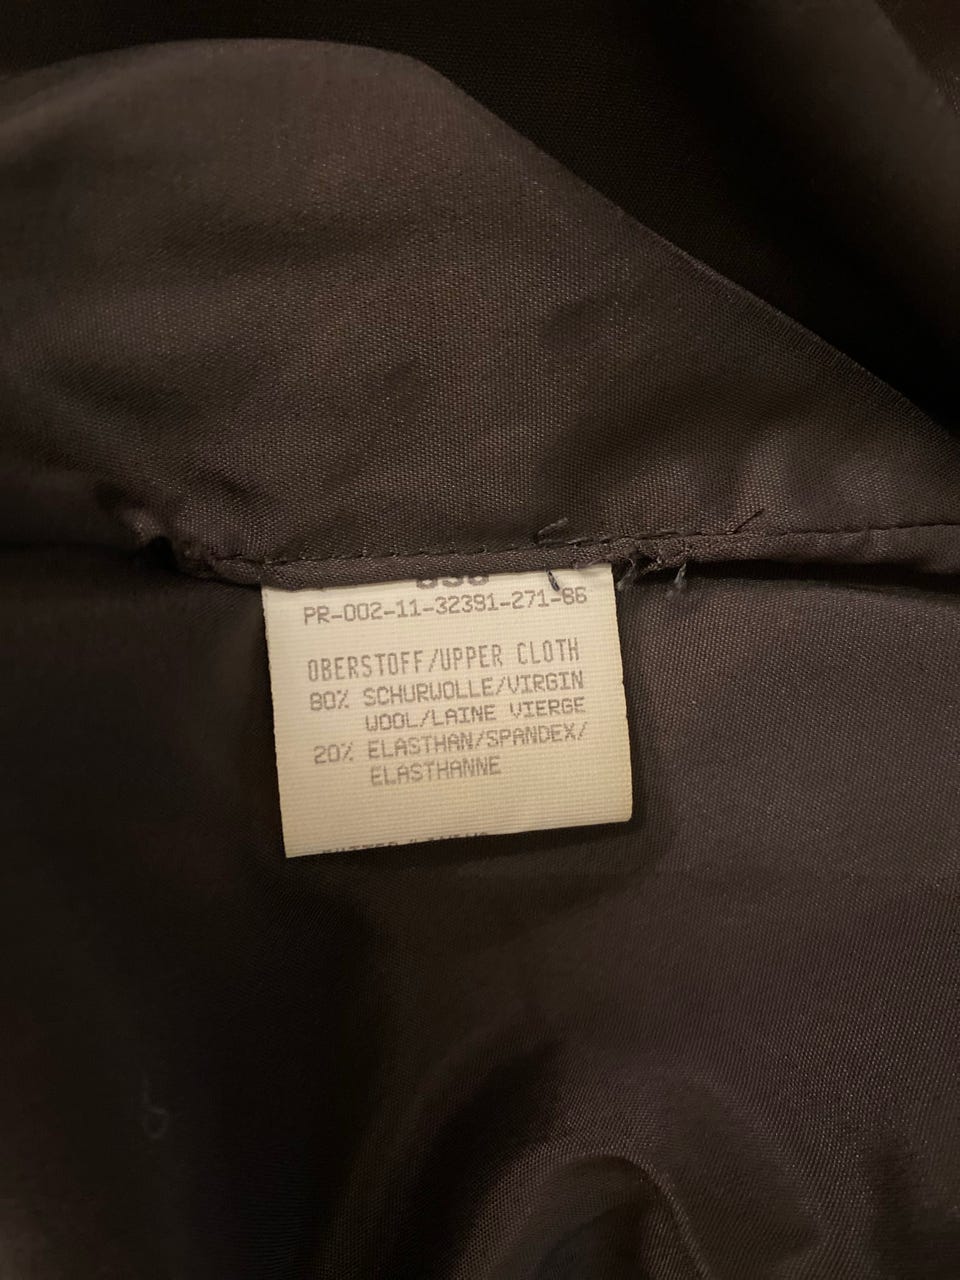 PR-002-11-32391-271-66
OBERSTOFF/UPPER CLOTH
80% SCHURWOLLE/VIRGIN
WOOL/LAINE VIERGE
20% ELASTHAN/SPANDEX/
ELASTHANNE